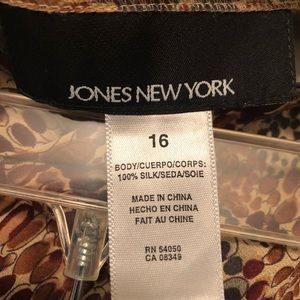 JONES NEW YORK
16
BODY/CUERPO/CORPS:
100% SILK/SEDA/SOIE
MADE IN CHINA
HECHO EN CHINA
FAIT AU CHINE
RN 54050
CA 08349